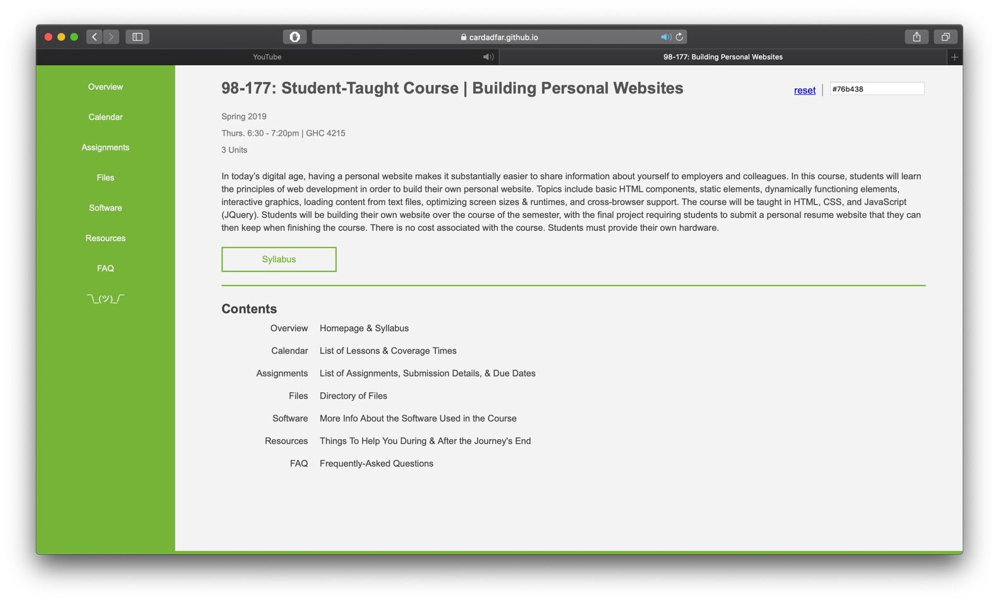 cardadfar.github.io
YouTube
98-177: Building Personal Websites
Overview
Calendar
Assignments
Files
Software
Resources
FAQ
¯\_(ツ)_/¯
98-177: Student-Taught Course | Building Personal Websites
reset
#76b438
Spring 2019
Thurs. 6:30 - 7:20pm | GHC 4215
3 Units
In today's digital age, having a personal website makes it substantially easier to share information about yourself to employers and colleagues. In this course, students will learn
the principles of web development in order to build their own personal website. Topics include basic HTML components, static elements, dynamically functioning elements,
interactive graphics, loading content from text files, optimizing screen sizes & runtimes, and cross-browser support. The course will be taught in HTML, CSS, and JavaScript
(JQuery). Students will be building their own website over the course of the semester, with the final project requiring students to submit a personal resume website that they can
then keep when finishing the course. There is no cost associated with the course. Students must provide their own hardware.
Syllabus
Contents
Overview Homepage & Syllabus
Calendar List of Lessons & Coverage Times
Assignments List of Assignments, Submission Details, & Due Dates
Files Directory of Files
Software More Info About the Software Used in the Course
Resources Things To Help You During & After the Journey's End
FAQ Frequently-Asked Questions